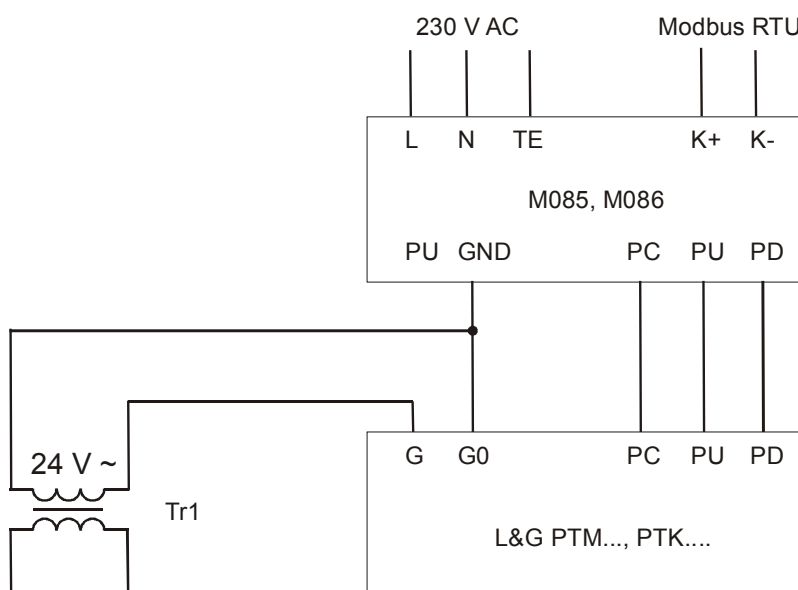 230 V AC Modbus RTU
L N TE K+ K-
M085, M086
PU GND PC PU PD
G G0 PC PU PD
24 V ~
Tr1
L&G PTM..., PTK....